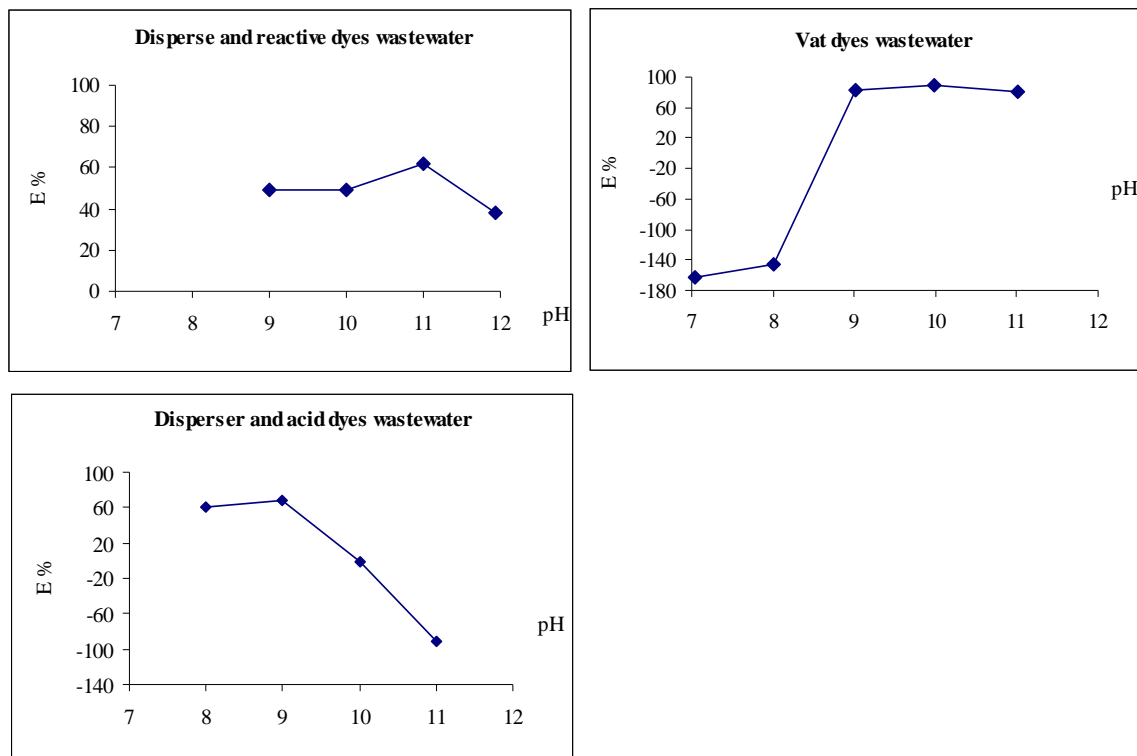 Disperse and reactive dyes wastewater
100
80
60
40
20
0
E %
7 8 9 10 11 12
pH
Vat dyes wastewater
100
60
20
-20
-60
-100
-140
-180
E %
7 8 9 10 11 12
pH
Disperser and acid dyes wastewater
100
60
20
-20
-60
-100
-140
E %
7 8 9 10 11 12
pH